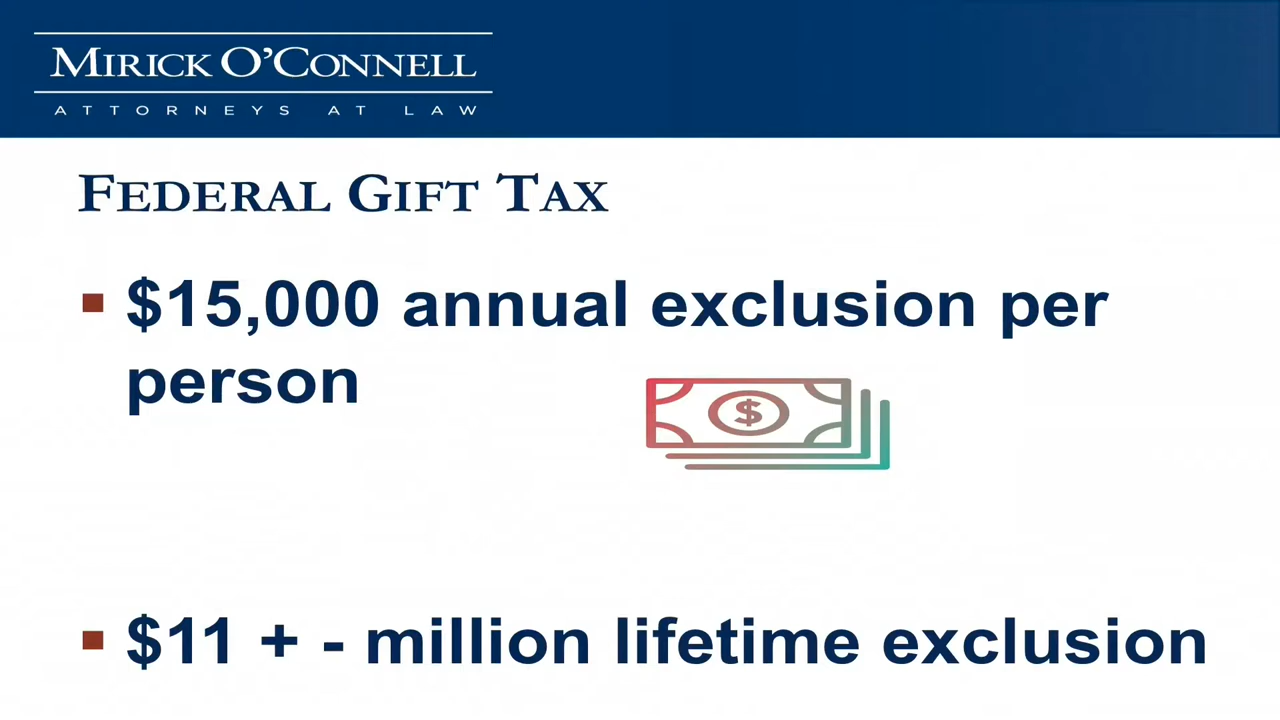 MIRICK O'CONNELL
ATTORNEYS AT LAW
FEDERAL GIFT TAX
▪ $15,000 annual exclusion per
person
$
▪ $11 + - million lifetime exclusion